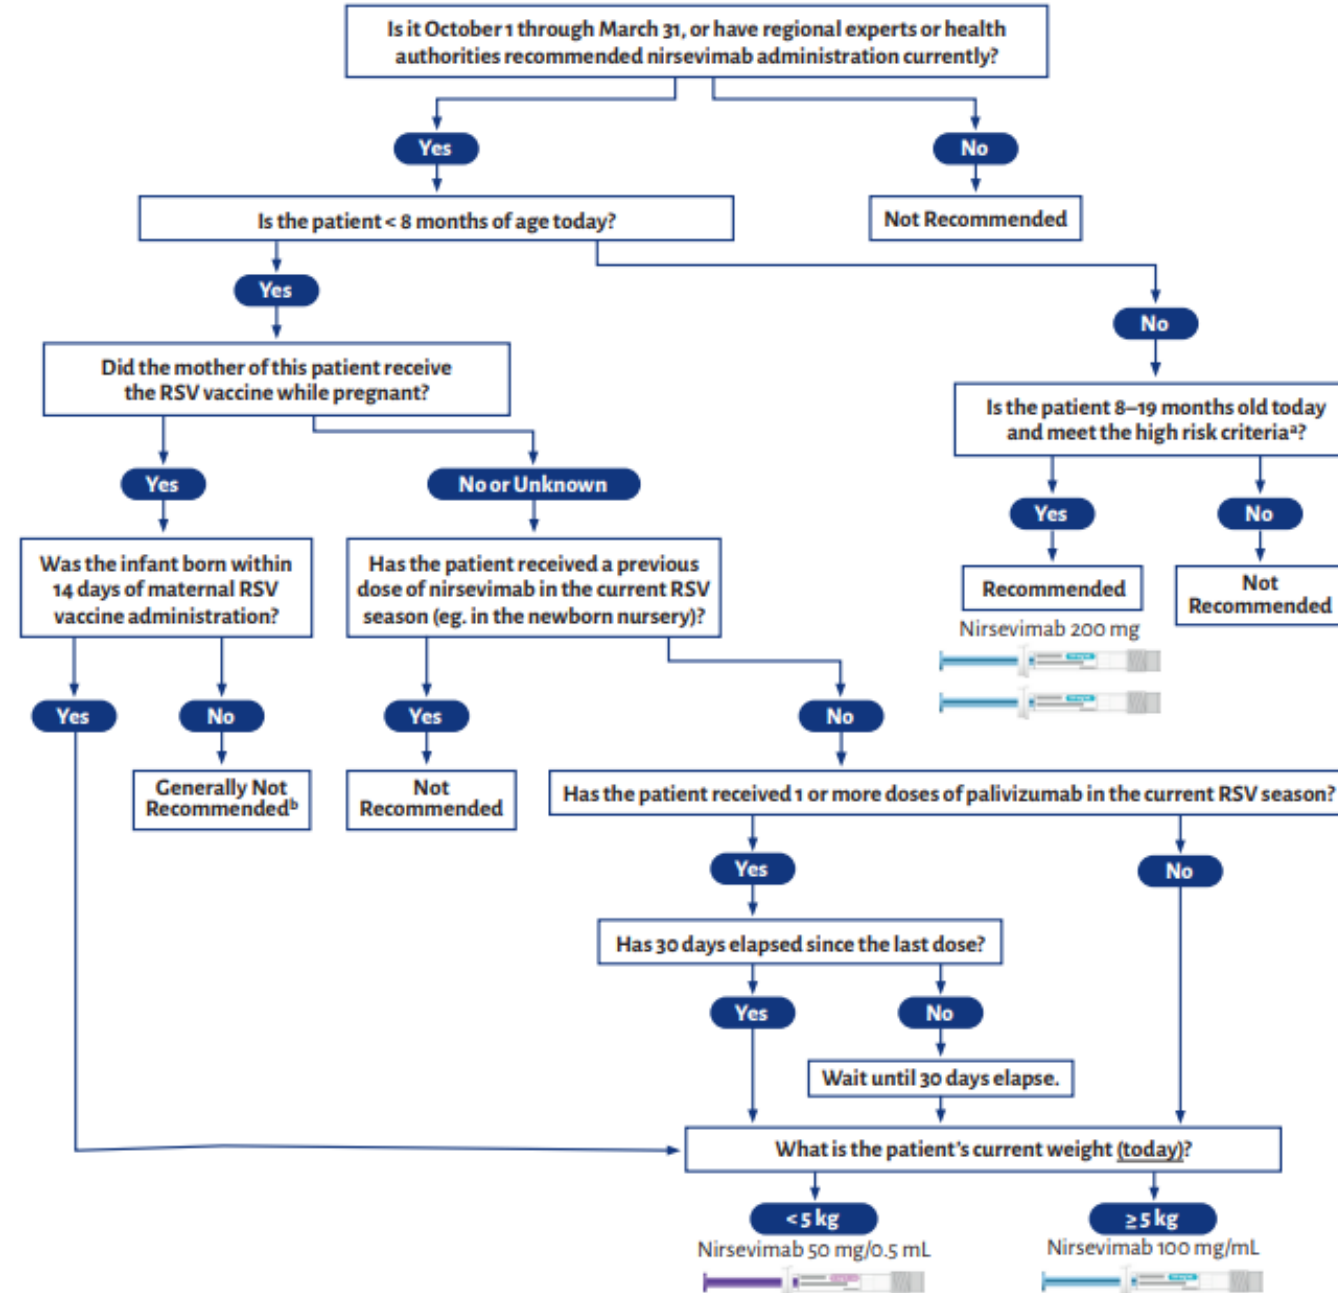 Is it October 1 through March 31, or have regional experts or health
authorities recommended nirsevimab administration currently?
Yes
No
Is the patient < 8 months of age today?
Not Recommended
Yes
No
Did the mother of this patient receive
the RSV vaccine while pregnant?
Is the patient 8–19 months old today
and meet the high risk criteriaᵃ?
Yes
No or Unknown
Yes
No
Was the infant born within
14 days of maternal RSV
vaccine administration?
Has the patient received a previous
dose of nirsevimab in the current RSV
season (eg. in the newborn nursery)?
Recommended
Nirsevimab 200 mg
Not
Recommended
Yes
No
Yes
No
Generally Not
Recommendedᵇ
Not
Recommended
Has the patient received 1 or more doses of palivizumab in the current RSV season?
Yes
No
Has 30 days elapsed since the last dose?
Yes
No
Wait until 30 days elapse.
What is the patient's current weight (today)?
< 5 kg
≥ 5 kg
Nirsevimab 50 mg/0.5 mL
Nirsevimab 100 mg/mL